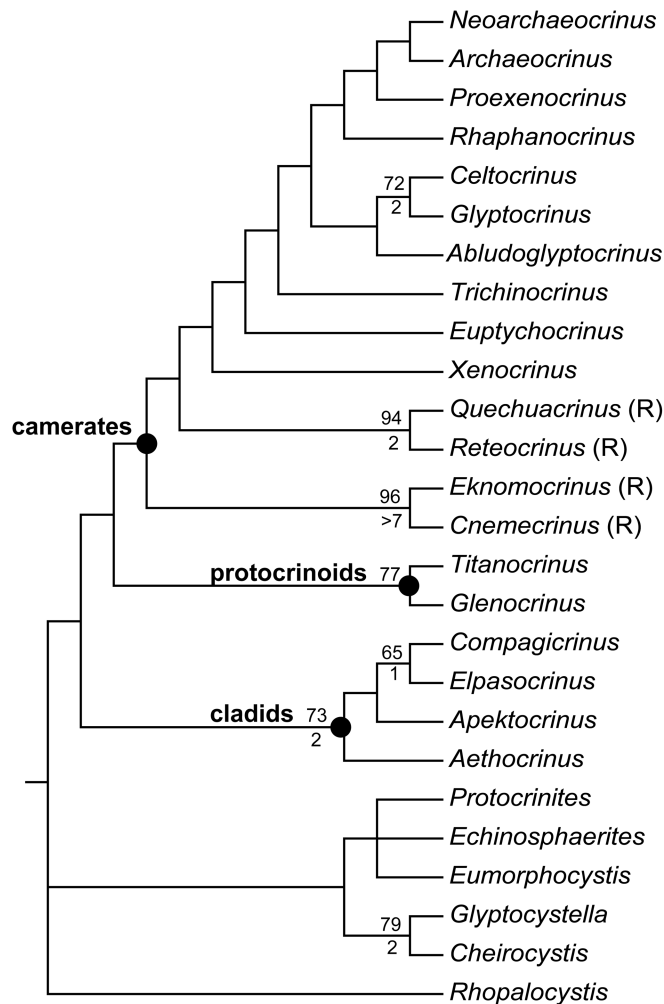 Neoarchaeocrinus
Archaeocrinus
Proexenocrinus
Rhaphanocrinus
72
2
Celtocrinus
Glyptocrinus
Abludoglyptocrinus
Trichinocrinus
Euptychocrinus
Xenocrinus
94
2
Quechuacrinus (R)
camerates
Reteocrinus (R)
96
>7
Eknomocrinus (R)
Cnemecrinus (R)
protocrinoids 77
Titanocrinus
Glenocrinus
65
1
Compagicrinus
Elpasocrinus
cladids 73
2
Apektocrinus
Aethocrinus
Protocrinites
Echinosphaerites
Eumorphocystis
79
2
Glyptocystella
Cheirocystis
Rhopalocystis